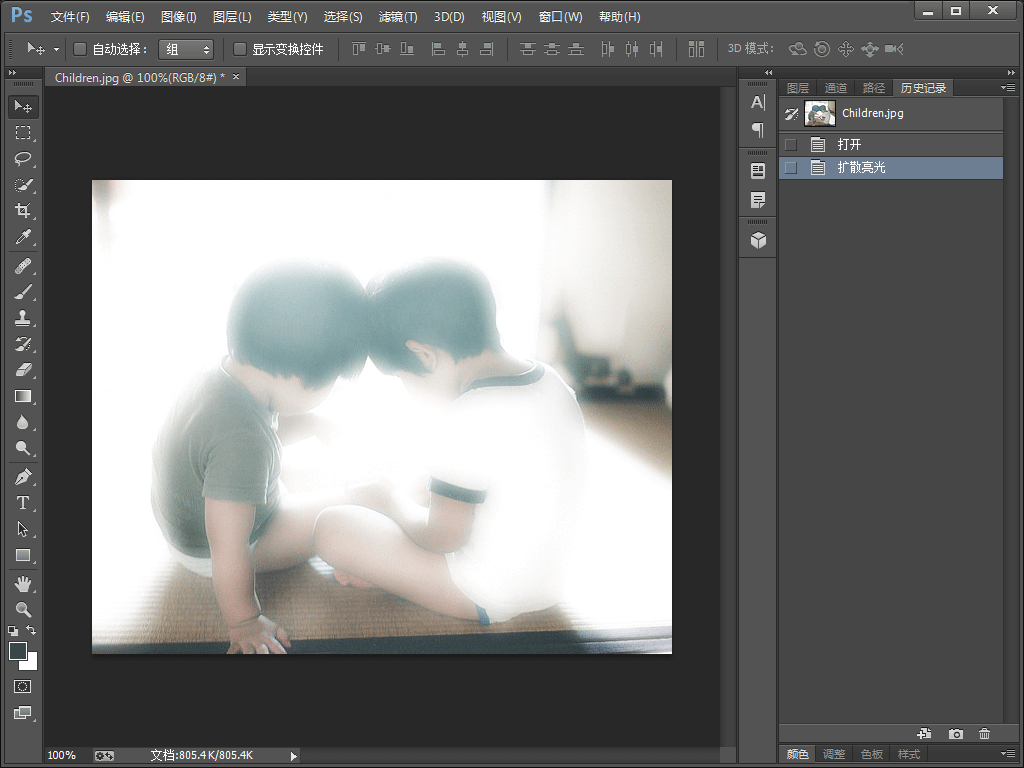 Ps 文件(F) 编辑(E) 图像(I) 图层(L) 类型(Y) 选择(S) 滤镜(T) 3D(D) 视图(V) 窗口(W) 帮助(H)
自动选择： 组 显示变换控件 3D 模式：
Children.jpg @ 100%(RGB/8#) * ×
图层 通道 路径 历史记录
Children.jpg
打开
扩散亮光
100% 文档:805.4K/805.4K
颜色 调整 色板 样式